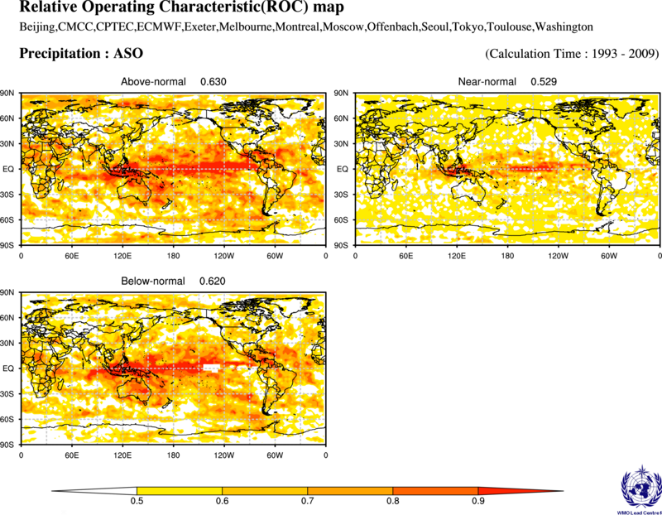 Relative Operating Characteristic(ROC) map
Beijing,CMCC,CPTEC,ECMWF,Exeter,Melbourne,Montreal,Moscow,Offenbach,Seoul,Tokyo,Toulouse,Washington
Precipitation : ASO (Calculation Time : 1993 - 2009)
Above-normal 0.630 Near-normal 0.529
90N 90N
60N 60N
30N 30N
EQ EQ
30S 30S
60S 60S
90S 90S
0 60E 120E 180 120W 60W 0 0 60E 120E 180 120W 60W 0
Below-normal 0.620
90N
60N
30N
EQ
30S
60S
90S
0 60E 120E 180 120W 60W 0
0.5 0.6 0.7 0.8 0.9
WMO Lead Centre